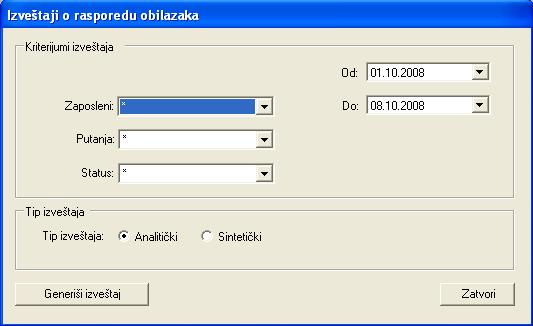 Izveštaji o rasporedu obilazaka
Kriterijumi izveštaja
Od: 01.10.2008
Zaposleni: *
Do: 08.10.2008
Putanja: *
Status: *
Tip izveštaja
Tip izveštaja: Analitički Sintetički
Generiši izveštaj Zatvori